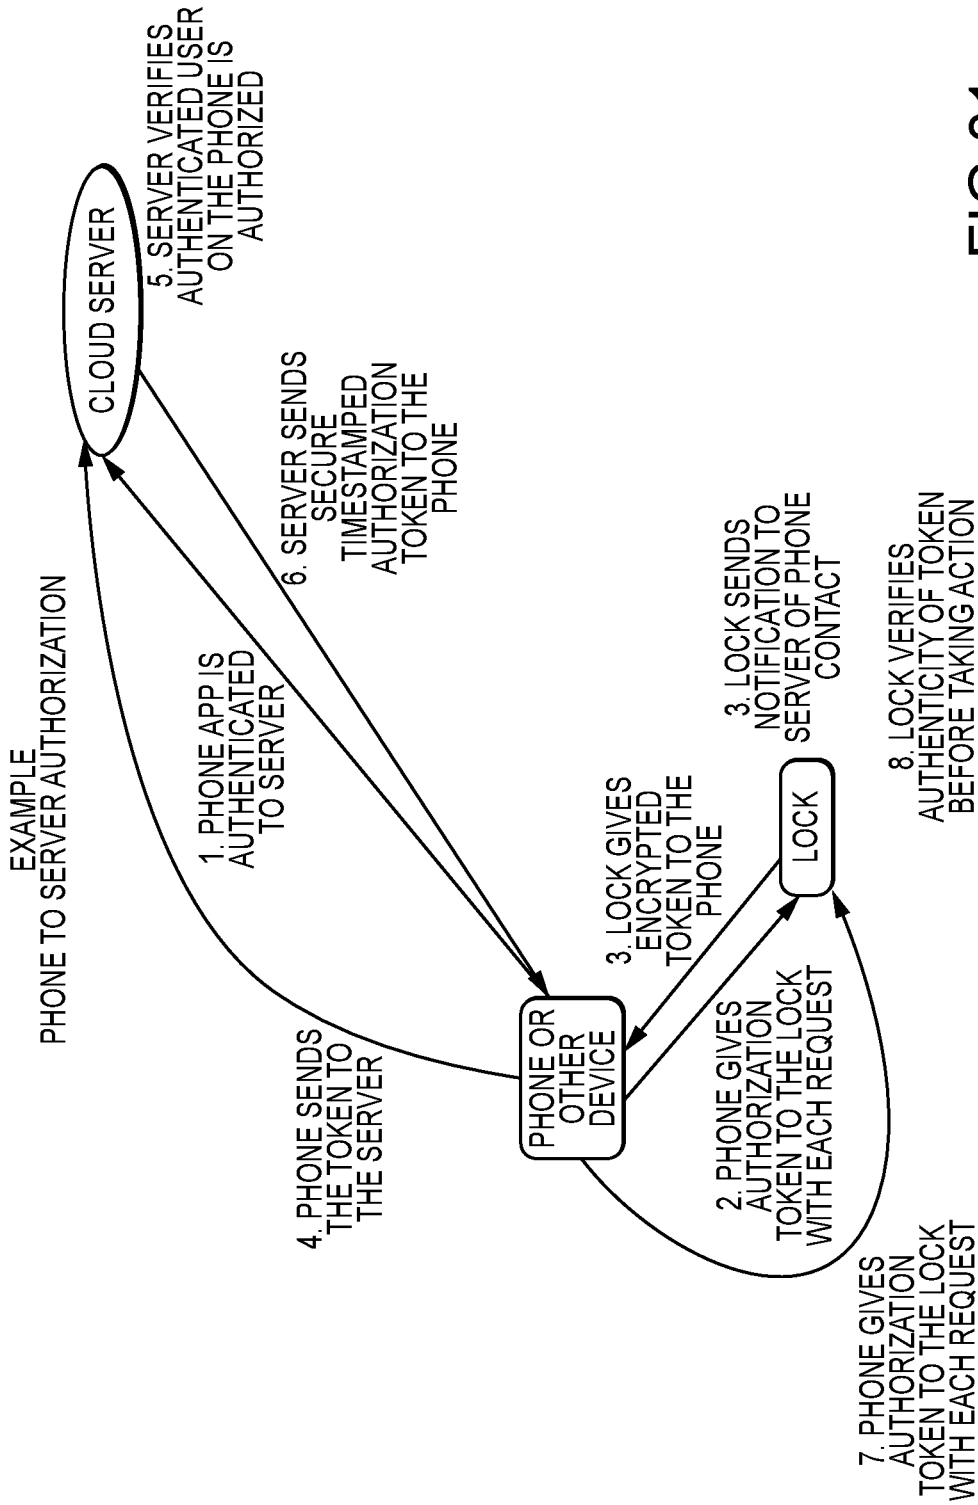 EXAMPLE
PHONE TO SERVER AUTHORIZATION
CLOUD SERVER
5. SERVER VERIFIES
AUTHENTICATED USER
ON THE PHONE IS
AUTHORIZED
1. PHONE APP IS
AUTHENTICATED
TO SERVER
6. SERVER SENDS
SECURE
TIMESTAMPED
AUTHORIZATION
TOKEN TO THE
PHONE
4. PHONE SENDS
THE TOKEN TO
THE SERVER
PHONE OR
OTHER
DEVICE
3. LOCK GIVES
ENCRYPTED
TOKEN TO THE
PHONE
3. LOCK SENDS
NOTIFICATION TO
SERVER OF PHONE
CONTACT
LOCK
2. PHONE GIVES
AUTHORIZATION
TOKEN TO THE LOCK
WITH EACH REQUEST
8. LOCK VERIFIES
AUTHENTICITY OF TOKEN
BEFORE TAKING ACTION
7. PHONE GIVES
AUTHORIZATION
TOKEN TO THE LOCK
WITH EACH REQUEST
FIG.